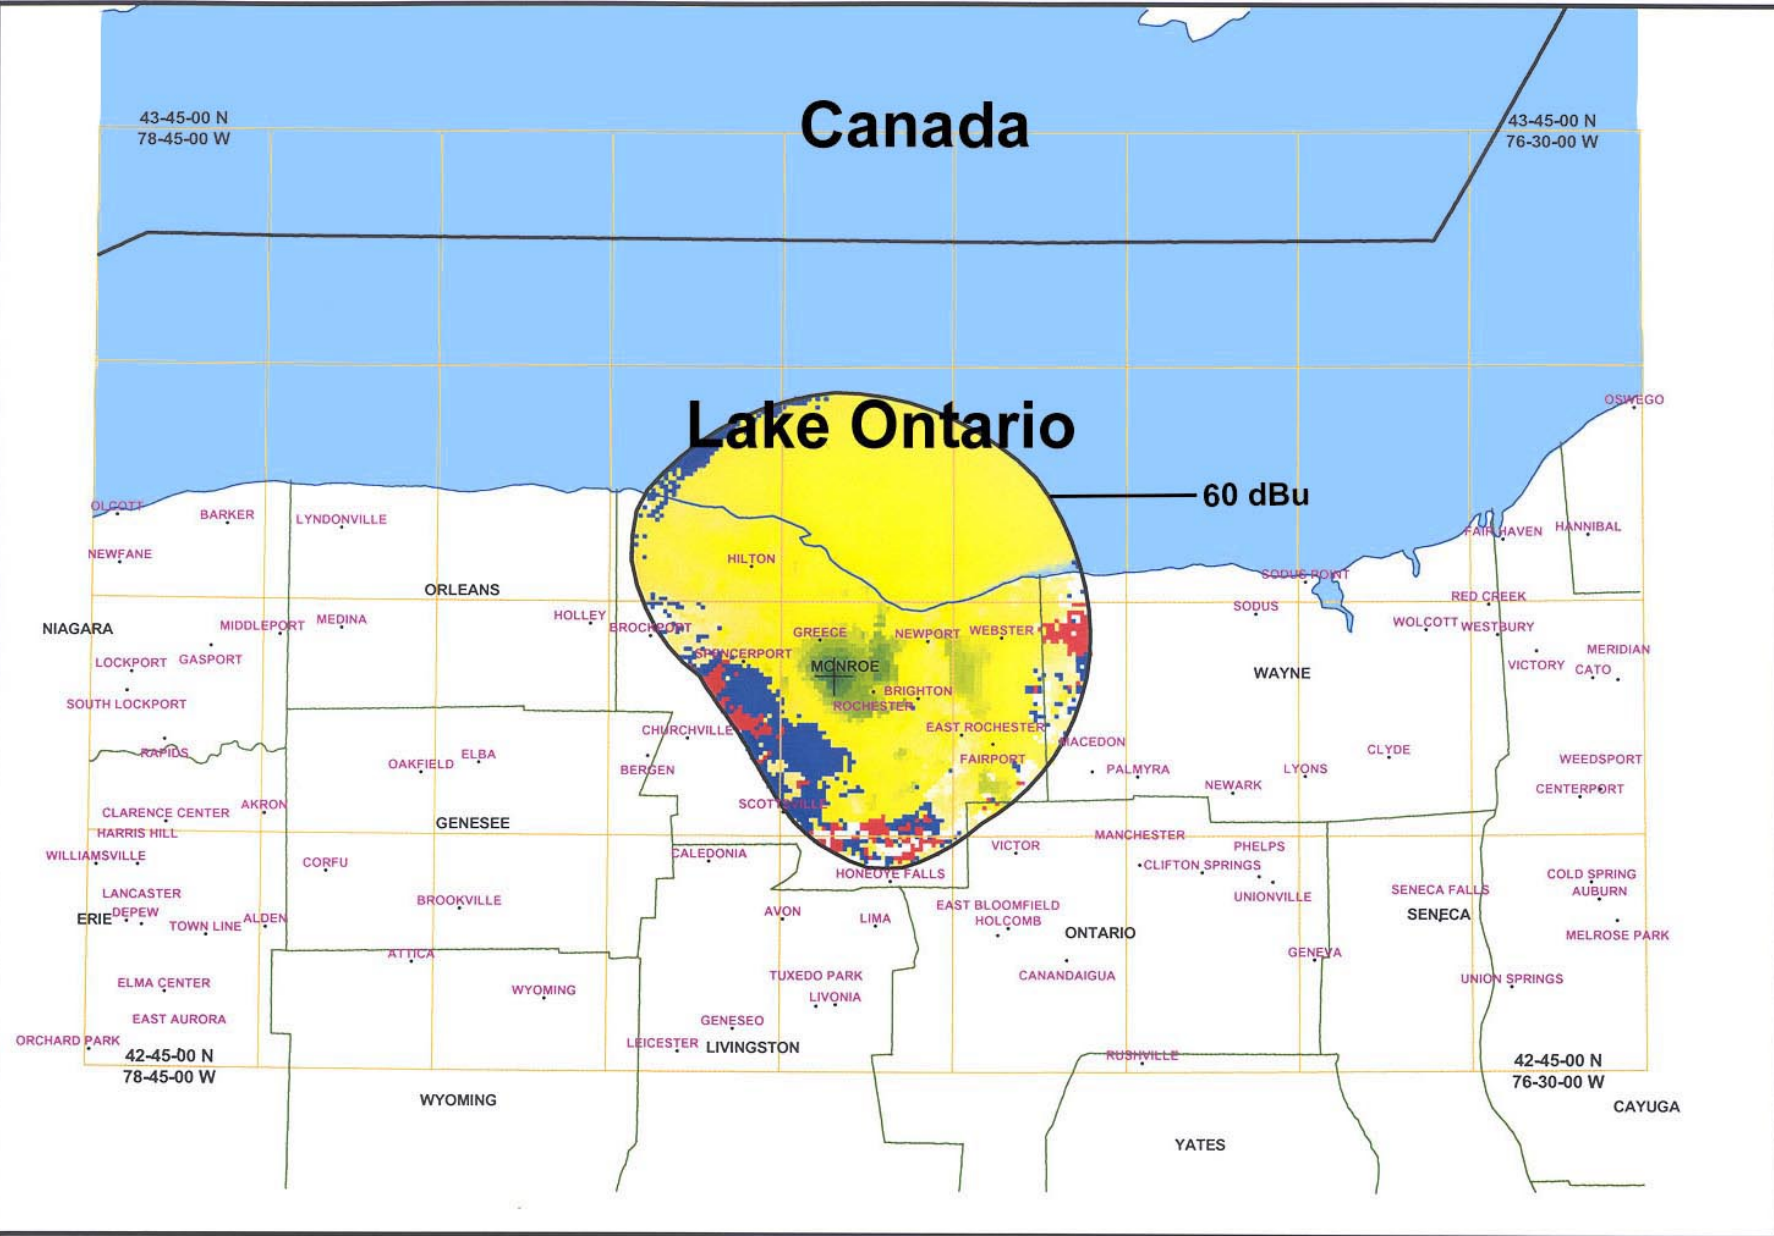 43-45-00 N
78-45-00 W
Canada
43-45-00 N
76-30-00 W
Lake Ontario
OSWEGO
60 dBu
OLCOTT
BARKER
LYNDONVILLE
FAIR HAVEN
HANNIBAL
NEWFANE
HILTON
SODUS POINT
ORLEANS
RED CREEK
SODUS
HOLLEY
MEDINA
MIDDLEPORT
NIAGARA
BROCKPORT
GREECE
NEWPORT
WEBSTER
WOLCOTT
WESTBURY
LOCKPORT
GASPORT
SPENCERPORT
MONROE
WAYNE
VICTORY
MERIDIAN
CATO
SOUTH LOCKPORT
BRIGHTON
ROCHESTER
CHURCHVILLE
EAST ROCHESTER
MACEDON
RAPIDS
OAKFIELD
ELBA
BERGEN
FAIRPORT
PALMYRA
LYONS
CLYDE
WEEDSPORT
NEWARK
CENTERPORT
CLARENCE CENTER
AKRON
SCOTTSVILLE
HARRIS HILL
GENESEE
MANCHESTER
WILLIAMSVILLE
CORFU
CALEDONIA
VICTOR
PHELPS
CLIFTON SPRINGS
HONEOYE FALLS
COLD SPRING
LANCASTER
BROOKVILLE
UNIONVILLE
SENECA FALLS
AUBURN
ERIE
DEPEW
TOWN LINE
ALDEN
AVON
LIMA
EAST BLOOMFIELD
HOLCOMB
ONTARIO
SENECA
MELROSE PARK
ATTICA
GENEVA
ELMA CENTER
WYOMING
TUXEDO PARK
LIVONIA
CANANDAIGUA
UNION SPRINGS
EAST AURORA
GENESEO
ORCHARD PARK
LEICESTER
LIVINGSTON
RUSHVILLE
42-45-00 N
78-45-00 W
42-45-00 N
76-30-00 W
WYOMING
CAYUGA
YATES